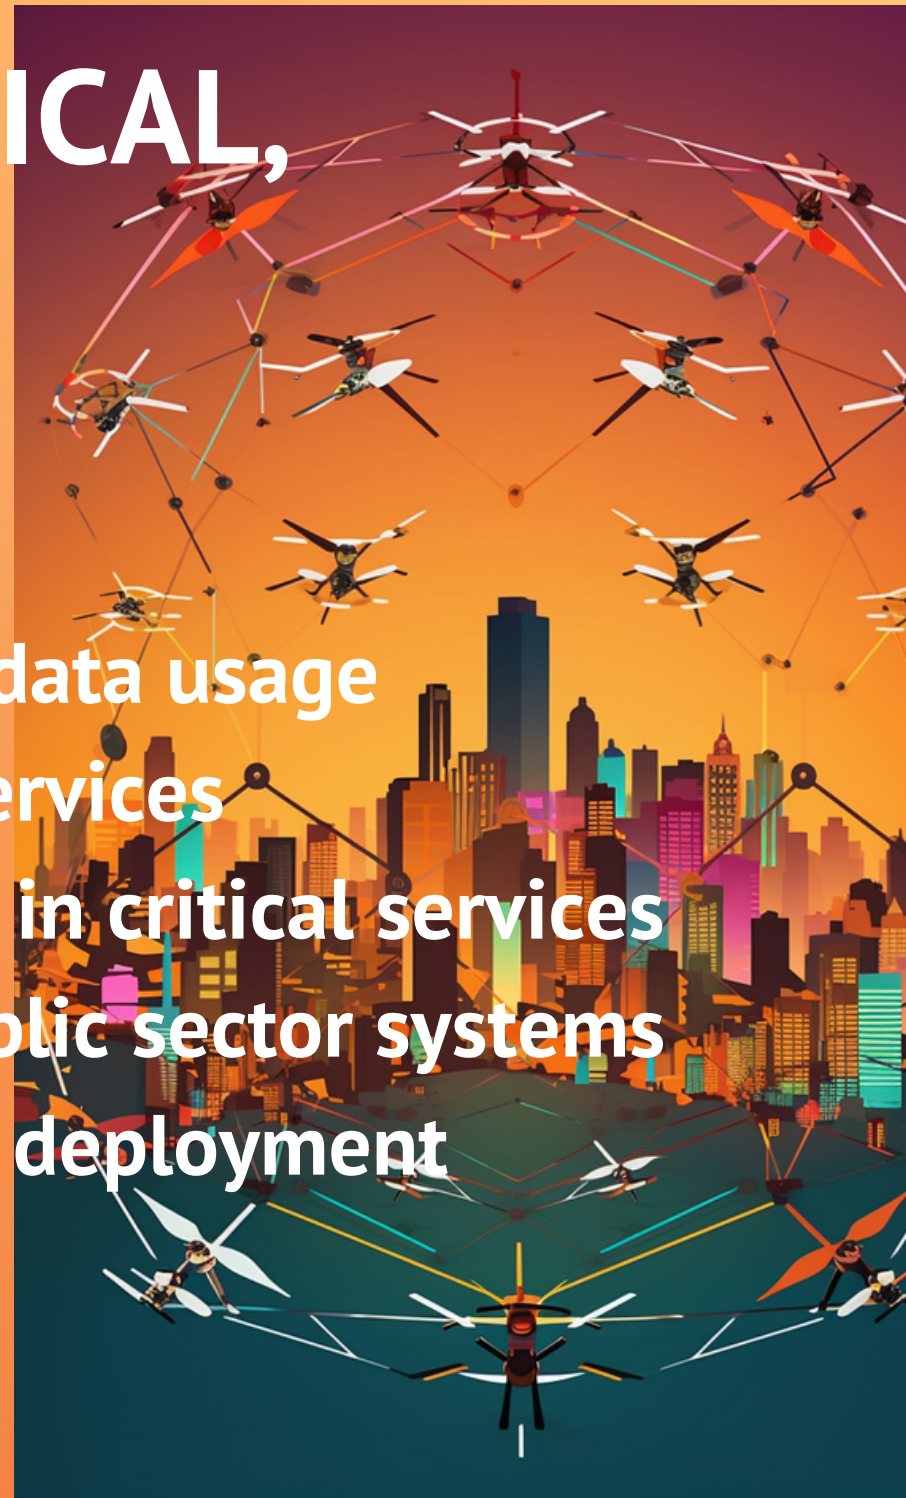 ICAL,
data usage
ervices
in critical services
blic sector systems
deployment